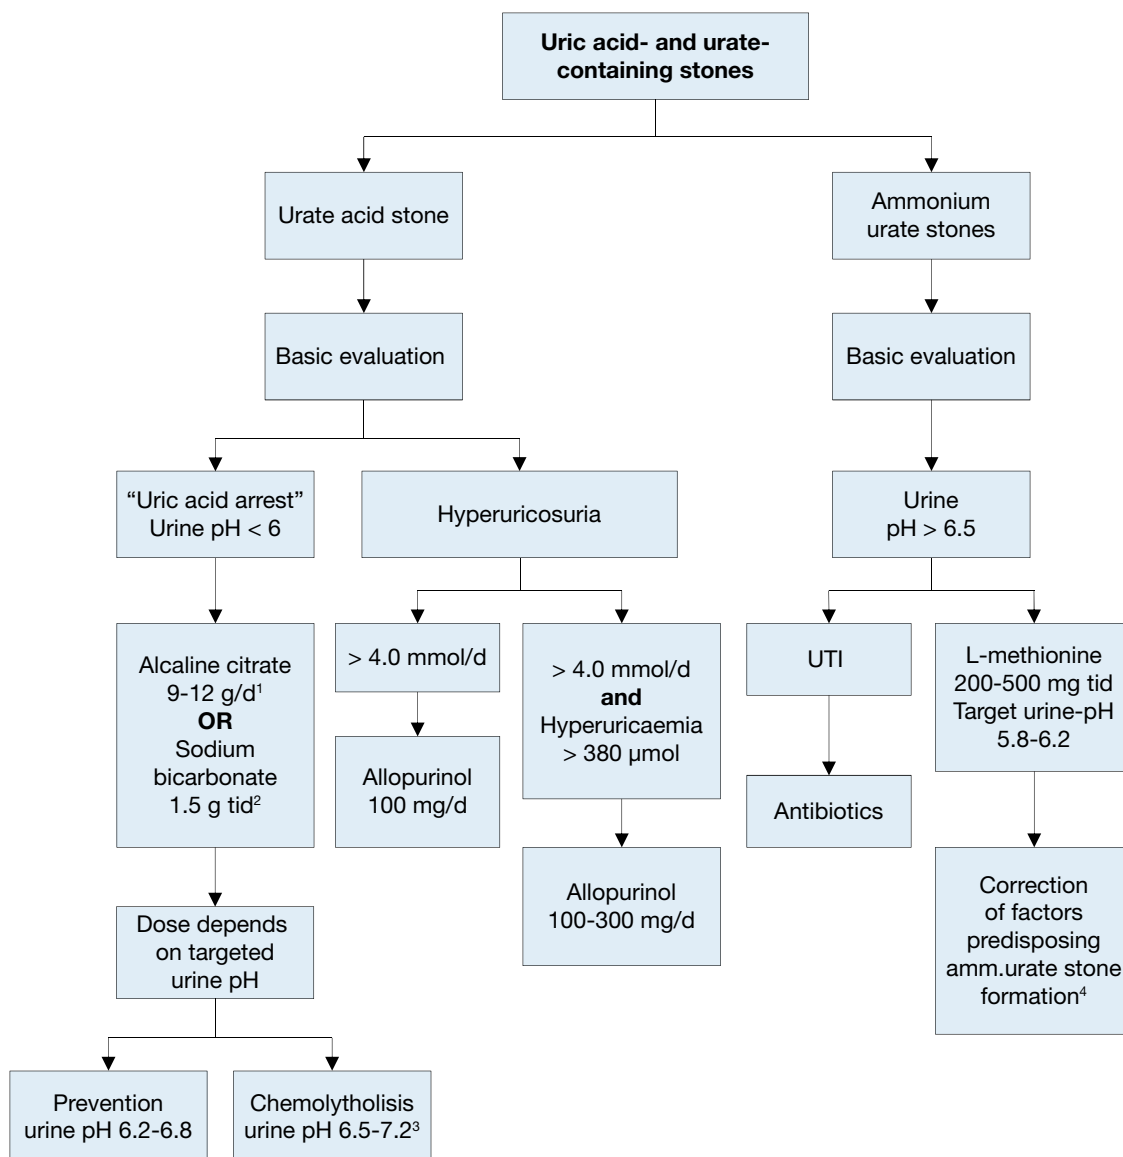 Uric acid- and urate-
containing stones
Urate acid stone
Ammonium
urate stones
Basic evaluation
Basic evaluation
“Uric acid arrest”
Urine pH < 6
Hyperuricosuria
Urine
pH > 6.5
Alcaline citrate
9-12 g/d¹
OR
Sodium
bicarbonate
1.5 g tid²
> 4.0 mmol/d
> 4.0 mmol/d
and
Hyperuricaemia
> 380 µmol
UTI
L-methionine
200-500 mg tid
Target urine-pH
5.8-6.2
Allopurinol
100 mg/d
Antibiotics
Allopurinol
100-300 mg/d
Correction
of factors
predisposing
amm.urate stone
formation⁴
Dose depends
on targeted
urine pH
Prevention
urine pH 6.2-6.8
Chemolytholisis
urine pH 6.5-7.2³